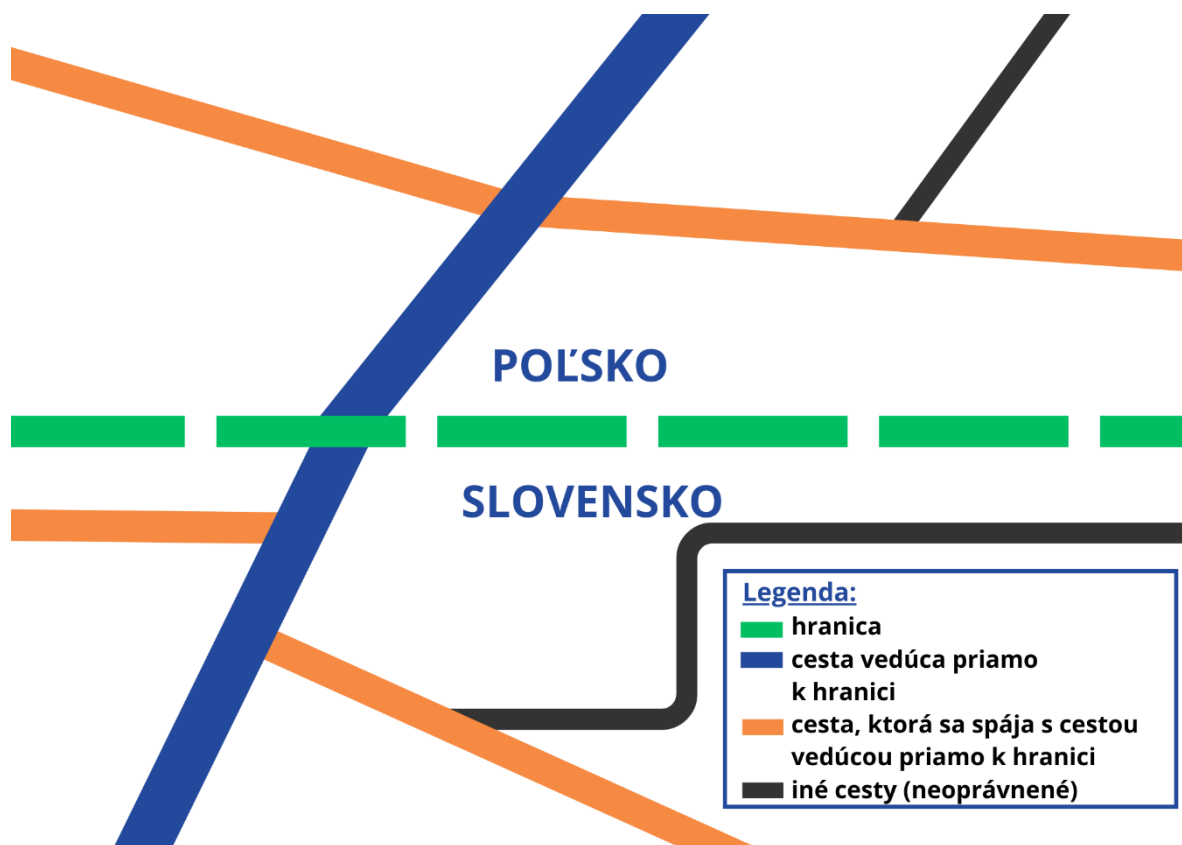 POĽSKO
SLOVENSKO
Legenda:
hranica
cesta vedúca priamo
k hranici
cesta, ktorá sa spája s cestou
vedúcou priamo k hranici
iné cesty (neoprávnené)